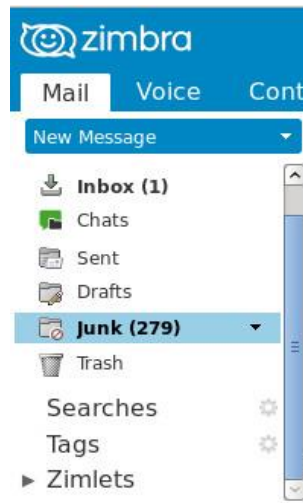 zimbra
Mail Voice Cont
New Message
Inbox (1)
Chats
Sent
Drafts
Junk (279)
Trash
Searches
Tags
Zimlets